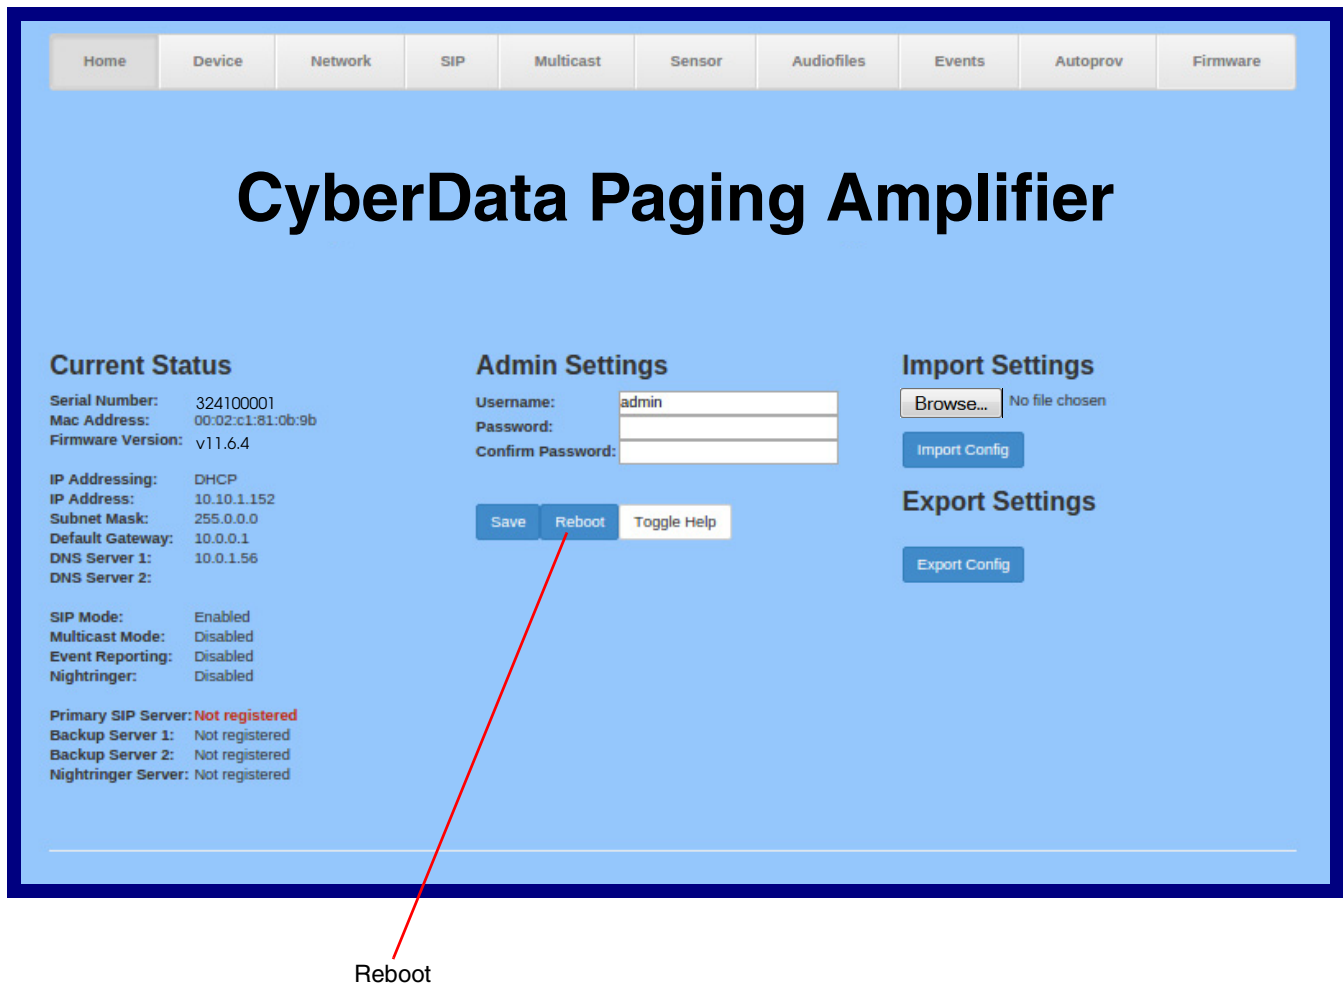 Home Device Network SIP Multicast Sensor Audiofiles Events Autoprov Firmware
CyberData Paging Amplifier
Current Status
Serial Number: 324100001
Mac Address: 00:02:c1:81:0b:9b
Firmware Version: v11.6.4
IP Addressing: DHCP
IP Address: 10.10.1.152
Subnet Mask: 255.0.0.0
Default Gateway: 10.0.0.1
DNS Server 1: 10.0.1.56
DNS Server 2:
SIP Mode: Enabled
Multicast Mode: Disabled
Event Reporting: Disabled
Nightringer: Disabled
Primary SIP Server: Not registered
Backup Server 1: Not registered
Backup Server 2: Not registered
Nightringer Server: Not registered
Admin Settings
Username: admin
Password:
Confirm Password:
Save Reboot Toggle Help
Import Settings
Browse... No file chosen
Import Config
Export Settings
Export Config
Reboot